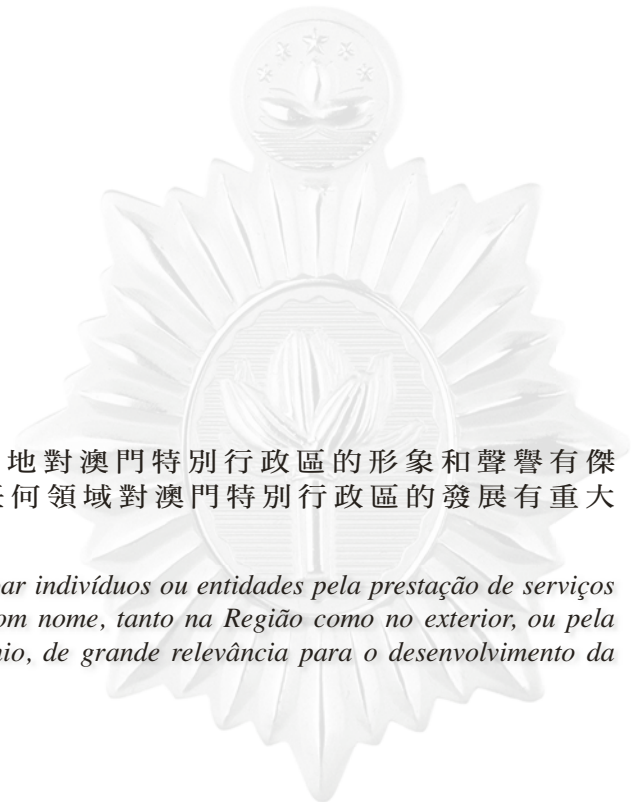 地對澳門特別行政區的形象和聲譽有傑
何領域對澳門特別行政區的發展有重大
ar indivíduos ou entidades pela prestação de serviços
om nome, tanto na Região como no exterior, ou pela
io, de grande relevância para o desenvolvimento da